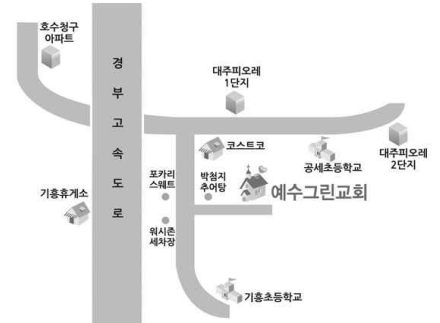 호수청구
아파트
경
부
고
속
도
로
대주피오레
1단지
코스트코
공세초등학교
대주피오레
2단지
포카리
스웨트
박첨지
추어탕
예수그린교회
기흥휴게소
워시존
세차장
기흥초등학교